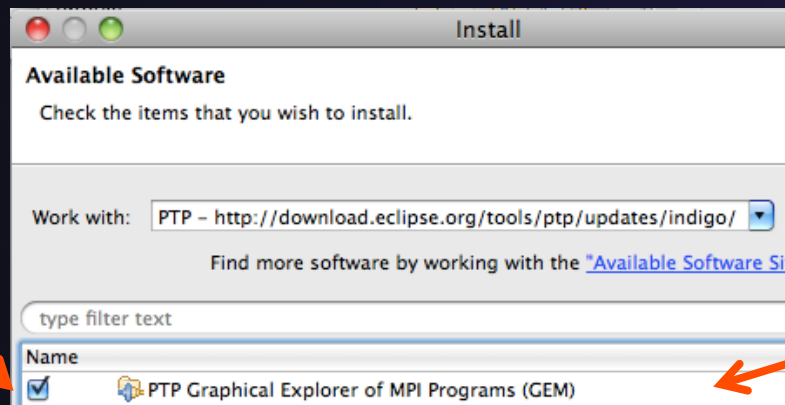 Install
Available Software
Check the items that you wish to install.
Work with: PTP – http://download.eclipse.org/tools/ptp/updates/indigo/
Find more software by working with the "Available Software Si
type filter text
Name
PTP Graphical Explorer of MPI Programs (GEM)